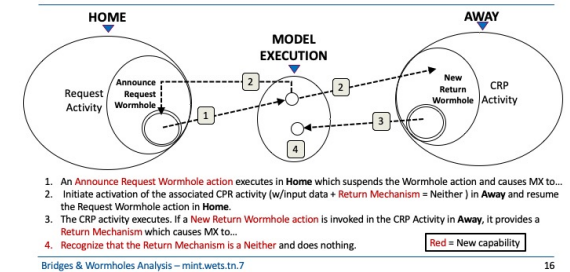 HOME
AWAY
MODEL
EXECUTION
Request
Activity
Announce
Request
Wormhole
2
2
1
3
4
New
Return
Wormhole
CRP
Activity
1. An Announce Request Wormhole action executes in Home which suspends the Wormhole action and causes MX to…
2. Initiate activation of the associated CPR activity (w/input data + Return Mechanism = Neither ) in Away and resume
the Request Wormhole action in Home.
3. The CRP activity executes. If a New Return Wormhole action is invoked in the CRP Activity in Away, it provides a
Return Mechanism which causes MX to…
4. Recognize that the Return Mechanism is a Neither and does nothing.
Red = New capability
Bridges & Wormholes Analysis – mint.wets.tn.7
16